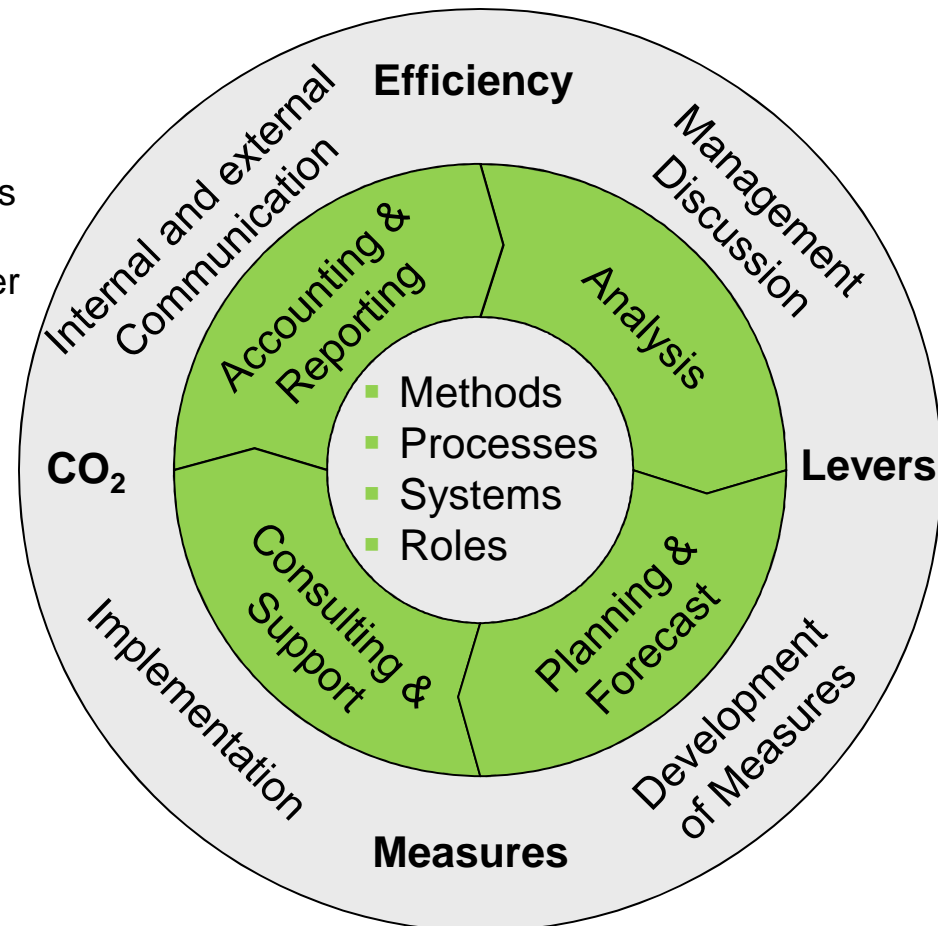 Efficiency
Internal and external
Communication
Management
Discussion
s
er
Accounting &
Reporting
Analysis
▪ Methods
▪ Processes
▪ Systems
▪ Roles
CO₂
Levers
Consulting &
Support
Planning &
Forecast
Implementation
Development
of Measures
Measures